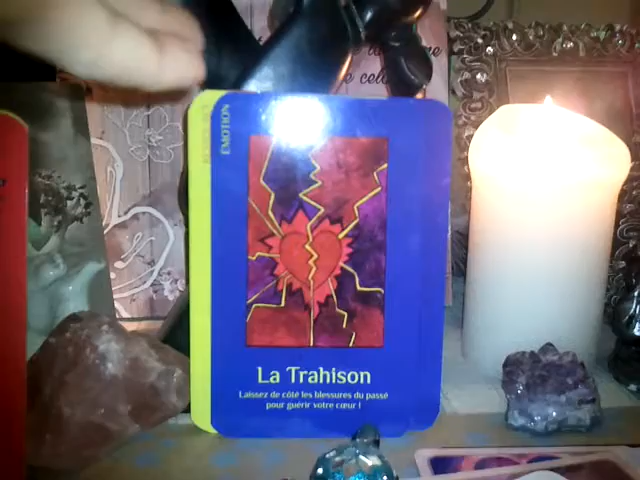 ÉMOTION
La Trahison
Laissez de côté les blessures du passé
pour guérir votre cœur !